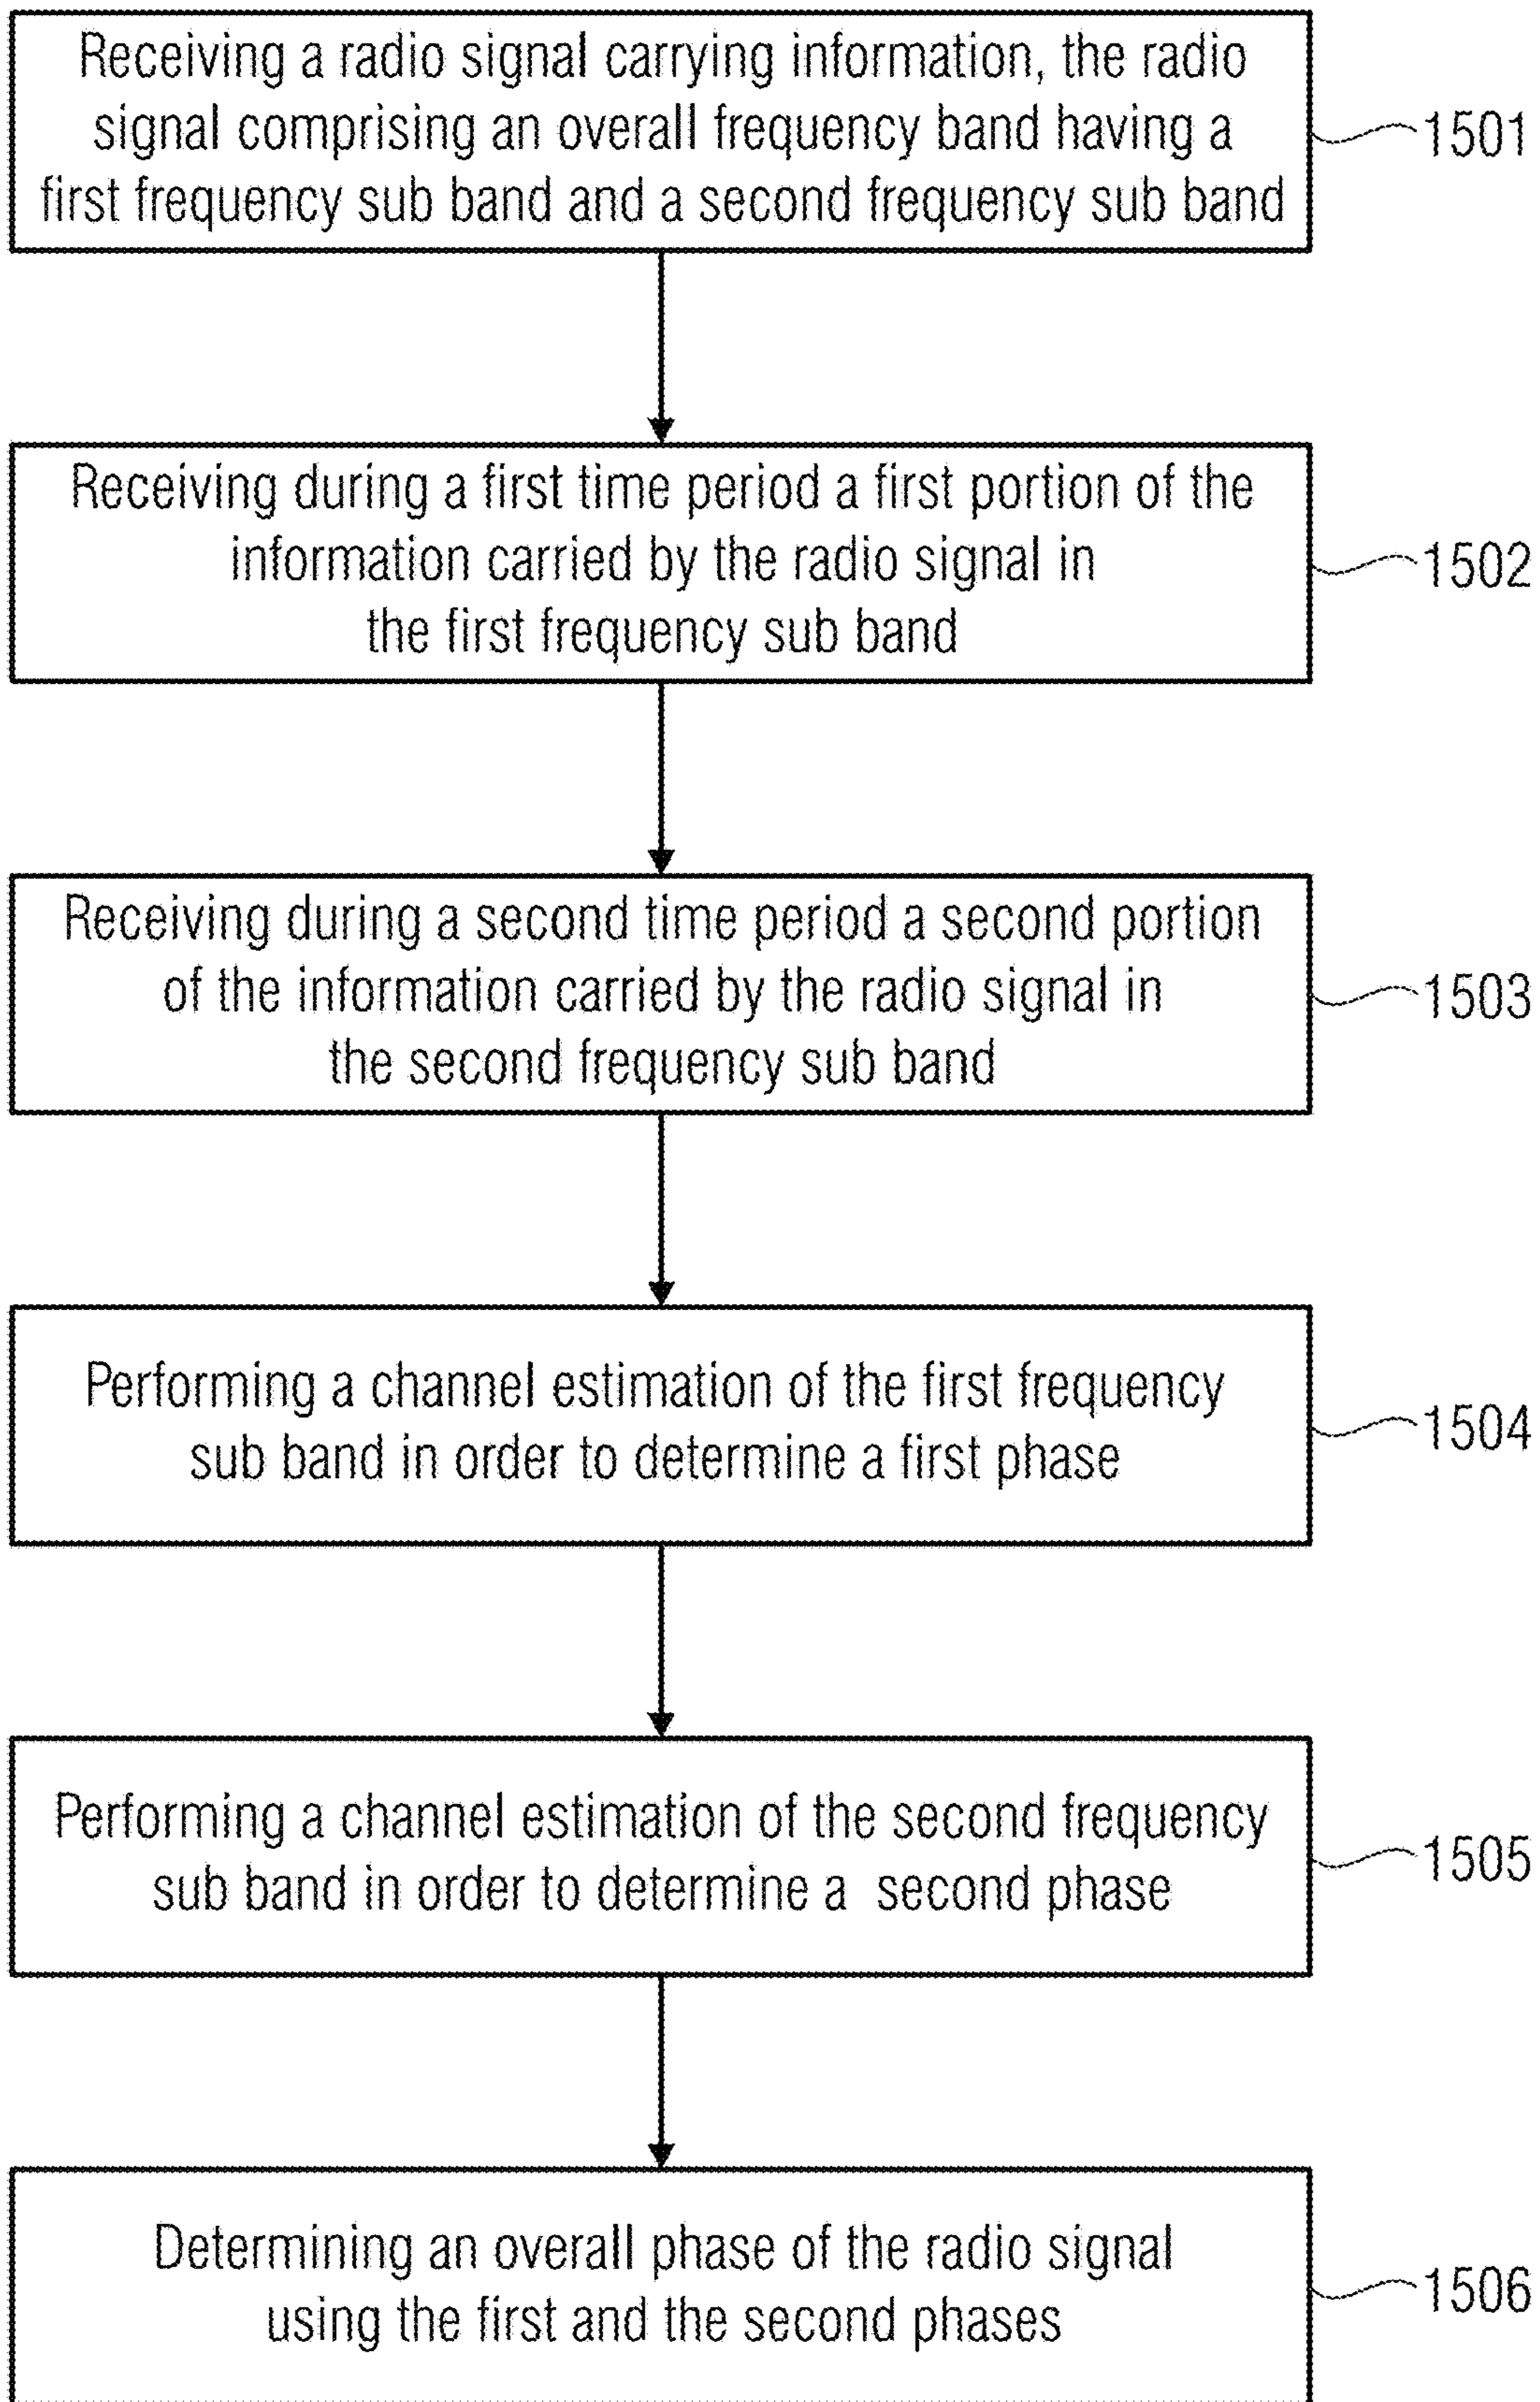 Receiving a radio signal carrying information, the radio
signal comprising an overall frequency band having a
first frequency sub band and a second frequency sub band
1501
Receiving during a first time period a first portion of the
information carried by the radio signal in
the first frequency sub band
1502
Receiving during a second time period a second portion
of the information carried by the radio signal in
the second frequency sub band
1503
Performing a channel estimation of the first frequency
sub band in order to determine a first phase
1504
Performing a channel estimation of the second frequency
sub band in order to determine a second phase
1505
Determining an overall phase of the radio signal
using the first and the second phases
1506